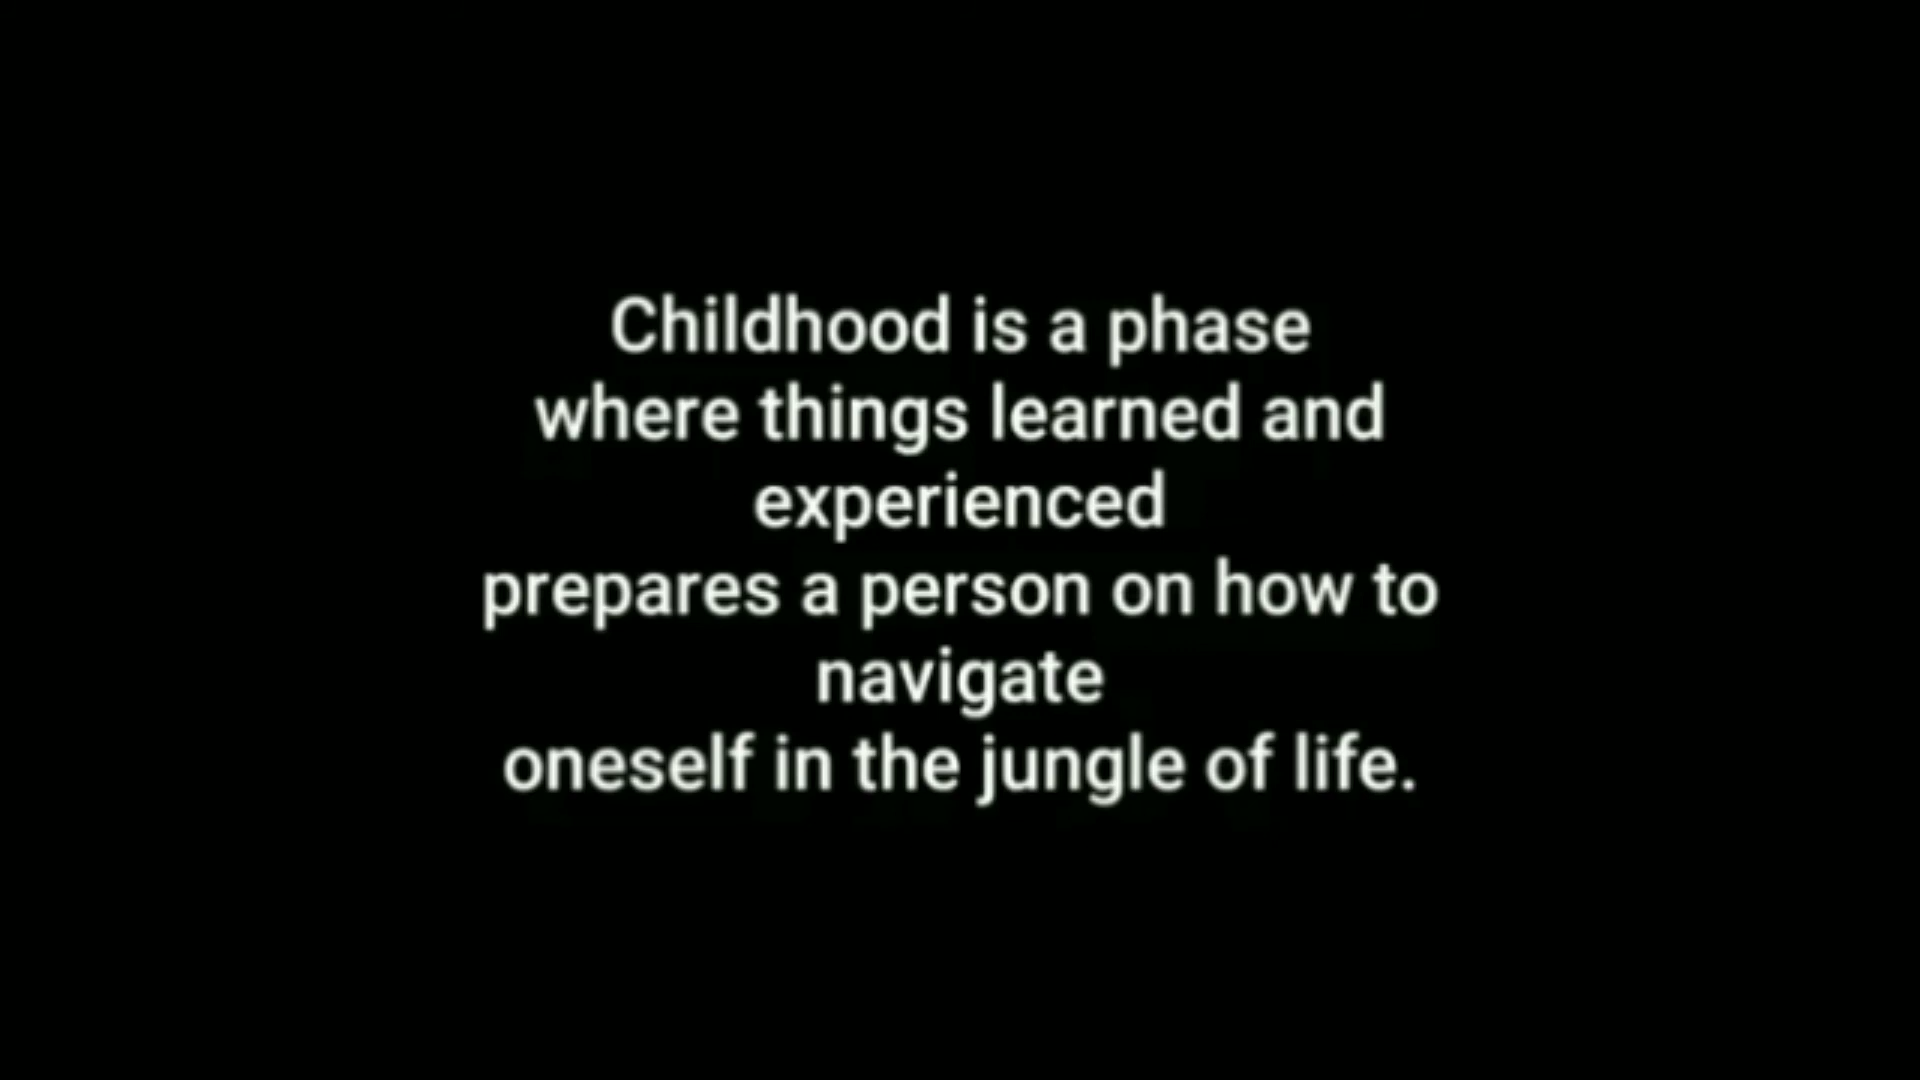 Childhood is a phase
where things learned and
experienced
prepares a person on how to
navigate
oneself in the jungle of life.